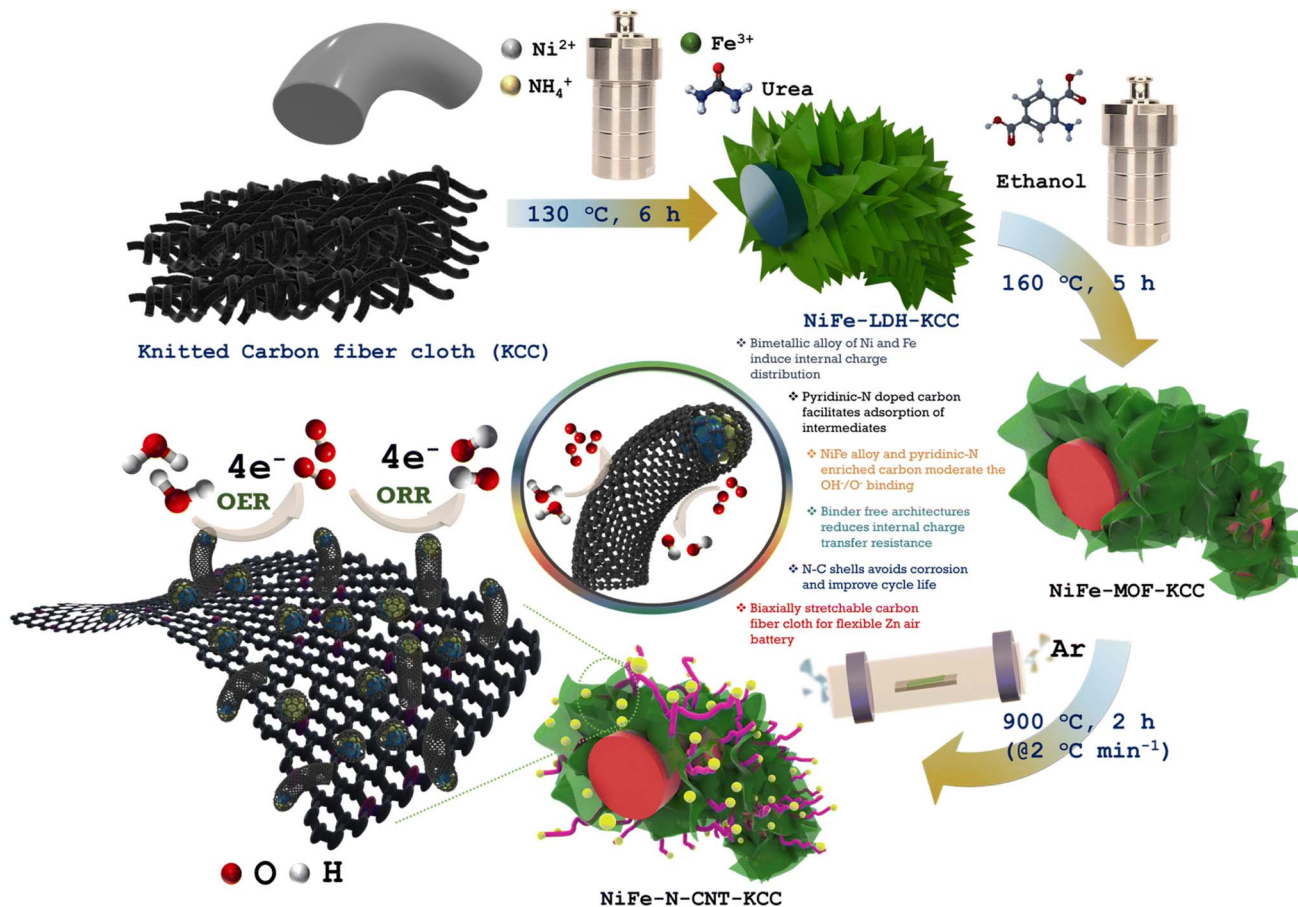 Ni²⁺
NH₄⁺
Fe³⁺
Urea
130 °C, 6 h
Knitted Carbon fiber cloth (KCC)
NiFe-LDH-KCC
Ethanol
160 °C, 5 h
NiFe-MOF-KCC
❖ Bimetallic alloy of Ni and Fe
induce internal charge
distribution
❖ Pyridinic-N doped carbon
facilitates adsorption of
intermediates
❖ NiFe alloy and pyridinic-N
enriched carbon moderate the
OH⁻/O⁻ binding
❖ Binder free architectures
reduces internal charge
transfer resistance
❖ N-C shells avoids corrosion
and improve cycle life
❖ Biaxially stretchable carbon
fiber cloth for flexible Zn air
battery
Ar
900 °C, 2 h
(@2 °C min⁻¹)
NiFe-N-CNT-KCC
4e⁻
OER
4e⁻
ORR
O
H